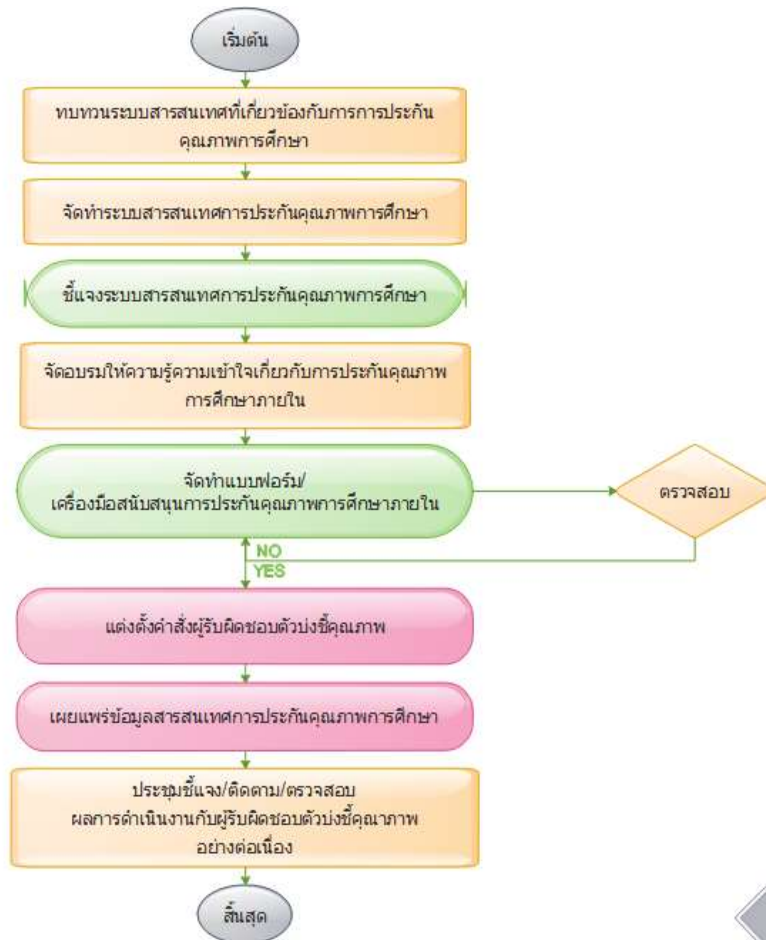 เริ่มต้น
ทบทวนระบบสารสนเทศที่เกี่ยวข้องกับการการประกัน
คุณภาพการศึกษา
จัดทำระบบสารสนเทศการประกันคุณภาพการศึกษา
ชี้แจงระบบสารสนเทศการประกันคุณภาพการศึกษา
จัดอบรมให้ความรู้ความเข้าใจเกี่ยวกับการประกันคุณภาพ
การศึกษาภายใน
จัดทำแบบฟอร์ม/
เครื่องมือสนับสนุนการประกันคุณภาพการศึกษาภายใน
ตรวจสอบ
NO
YES
แต่งตั้งคำสั่งผู้รับผิดชอบตัวบ่งชี้คุณภาพ
เผยแพร่ข้อมูลสารสนเทศการประกันคุณภาพการศึกษา
ประชุมชี้แจง/ติดตาม/ตรวจสอบ
ผลการดำเนินงานกับผู้รับผิดชอบตัวบ่งชี้คุณาภาพ
อย่างต่อเนื่อง
สิ้นสุด